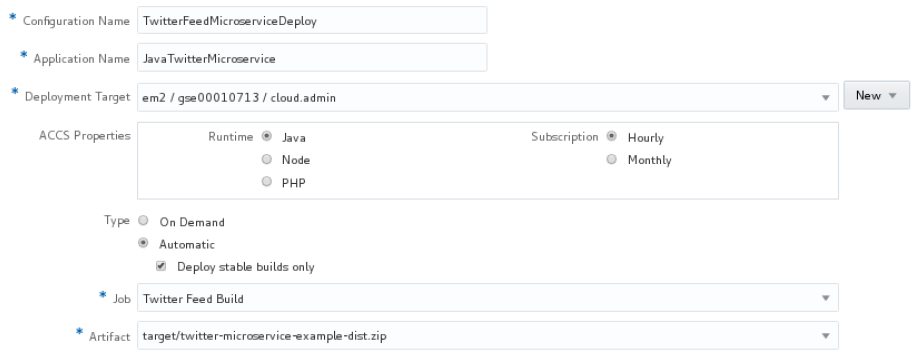 * Configuration Name TwitterFeedMicroserviceDeploy
* Application Name JavaTwitterMicroservice
* Deployment Target em2 / gse00010713 / cloud.admin New
ACCS Properties Runtime Java Subscription Hourly
Node Monthly
PHP
Type On Demand
Automatic
Deploy stable builds only
* Job Twitter Feed Build
* Artifact target/twitter-microservice-example-dist.zip